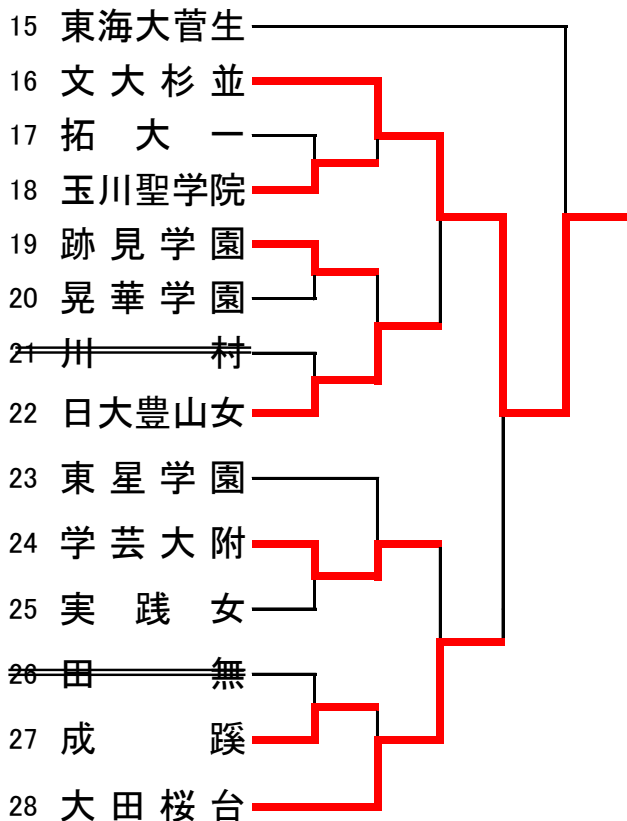 15 東海大菅生
16 文大杉並
17 拓大一
18 玉川聖学院
19 跡見学園
20 晃華学園
21 川村
22 日大豊山女
23 東星学園
24 学芸大附
25 実践女
26 田無
27 成蹊
28 大田桜台